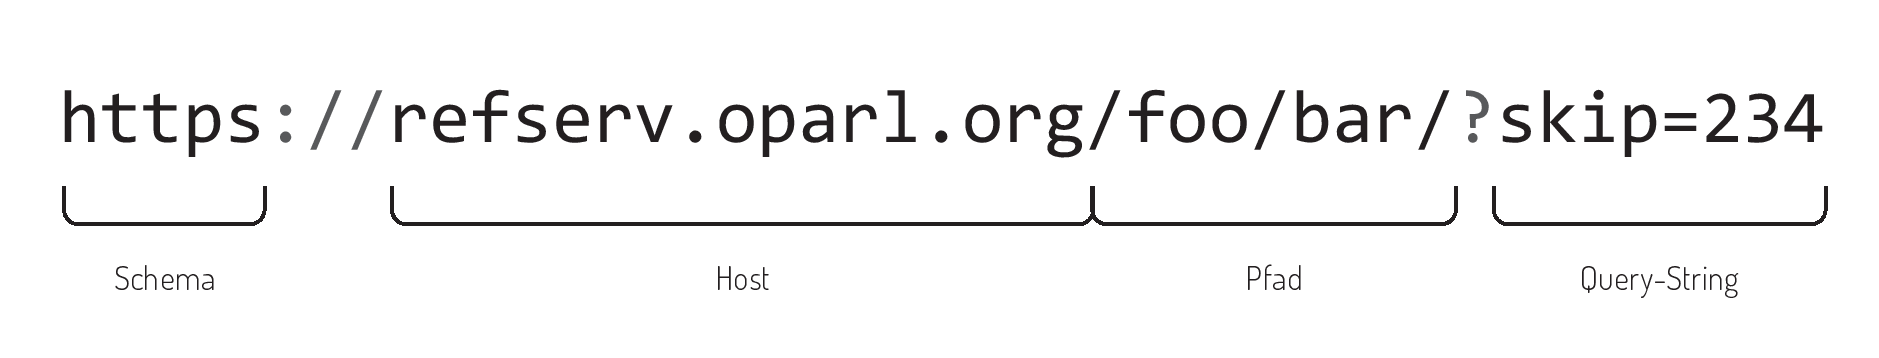 https://refserv.oparl.org/foo/bar/?skip=234
Schema Host Pfad Query-String